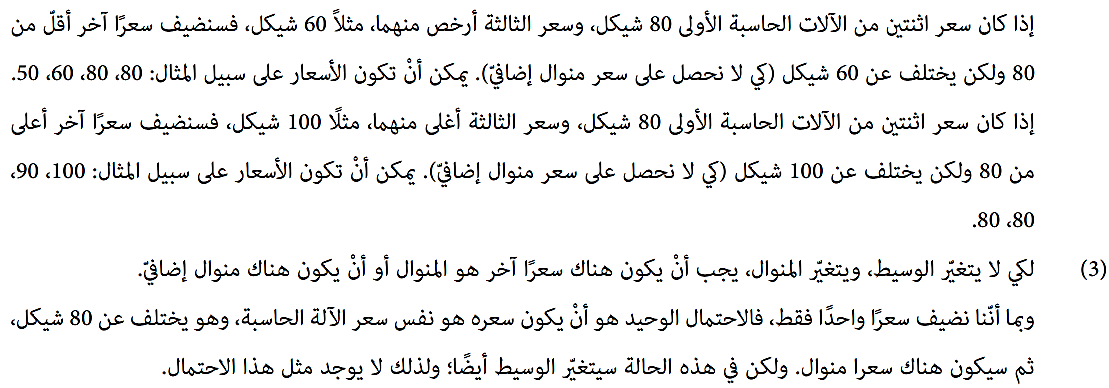 إذا كان سعر اثنتين من الآلات الحاسبة الأولى 80 شيكل، وسعر الثالثة أرخص منهما، مثلاً 60 شيكل، فسنضيف سعرًا آخر أقلّ من
80 ولكن يختلف عن 60 شيكل (كي لا نحصل على سعر منوال إضافيّ). يمكن أنْ تكون الأسعار على سبيل المثال: 80، 80، 60، 50.
إذا كان سعر اثنتين من الآلات الحاسبة الأولى 80 شيكل، وسعر الثالثة أغلى منهما، مثلًا 100 شيكل، فسنضيف سعرًا آخر أعلى
من 80 ولكن يختلف عن 100 شيكل (كي لا نحصل على سعر منوال إضافيّ). يمكن أنْ تكون الأسعار على سبيل المثال: 100، 90،
80، 80.
(3) لكي لا يتغيّر الوسيط، ويتغيّر المنوال، يجب أنْ يكون هناك سعرًا آخر هو المنوال أو أنْ يكون هناك منوال إضافيّ.
وبما أنّنا نضيف سعرًا واحدًا فقط، فالاحتمال الوحيد هو أنْ يكون سعره هو نفس سعر الآلة الحاسبة، وهو يختلف عن 80 شيكل،
ثم سيكون هناك سعرا منوال. ولكن في هذه الحالة سيتغيّر الوسيط أيضًا؛ ولذلك لا يوجد مثل هذا الاحتمال.